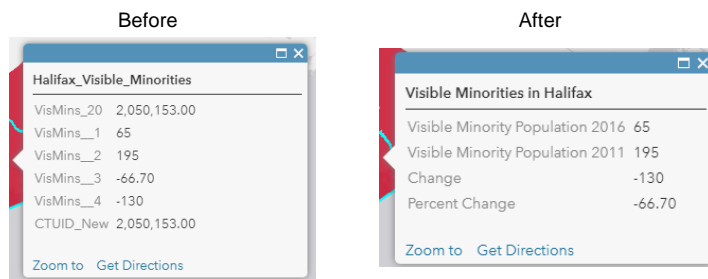 Before
After
Halifax_Visible_Minorities
VisMins_20 2,050,153.00
VisMins__1 65
VisMins__2 195
VisMins__3 -66.70
VisMins__4 -130
CTUID_New 2,050,153.00
Zoom to Get Directions
Visible Minorities in Halifax
Visible Minority Population 2016 65
Visible Minority Population 2011 195
Change -130
Percent Change -66.70
Zoom to Get Directions